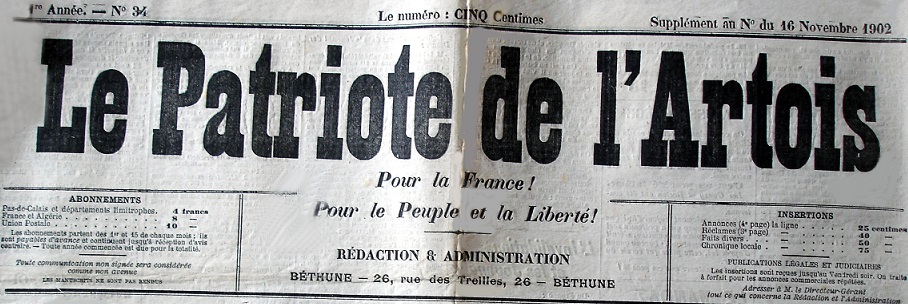 1re Année. — No 34
Le numéro : CINQ Centimes
Supplément au No du 16 Novembre 1902
Le Patriote de l'Artois
Pour la France !
Pour le Peuple et la Liberté !
ABONNEMENTS
Pas-de-Calais et départements limitrophes. 4 francs
France et Algérie . . . . . . . . . . 8 —
Union Postale . . . . . . . . . . 10 —
Les abonnements partent des 1er et 15 de chaque mois ; ils
sont payables d'avance et continuent jusqu'à réception d'avis
contraire. — Toute année commencée est due pour la totalité.
Toute communication non signée sera considérée
comme non avenue
LES MANUSCRITS NE SONT PAS RENDUS
RÉDACTION & ADMINISTRATION
BÉTHUNE — 26, rue des Treilles, 26 — BÉTHUNE
INSERTIONS
Annonces (4e page) la ligne . . . . 25 centimes
Réclames (3e page) . . . . 40 —
Faits divers . . . . 50 —
Chronique locale . . . . 75 —
PUBLICATIONS LÉGALES ET JUDICIAIRES
Les insertions sont reçues jusqu'au Vendredi soir. On traite
à forfait pour les annonces commerciales répétées.
Adresser à M. le Directeur-Gérant
tout ce qui concerne la Rédaction et l'Administration